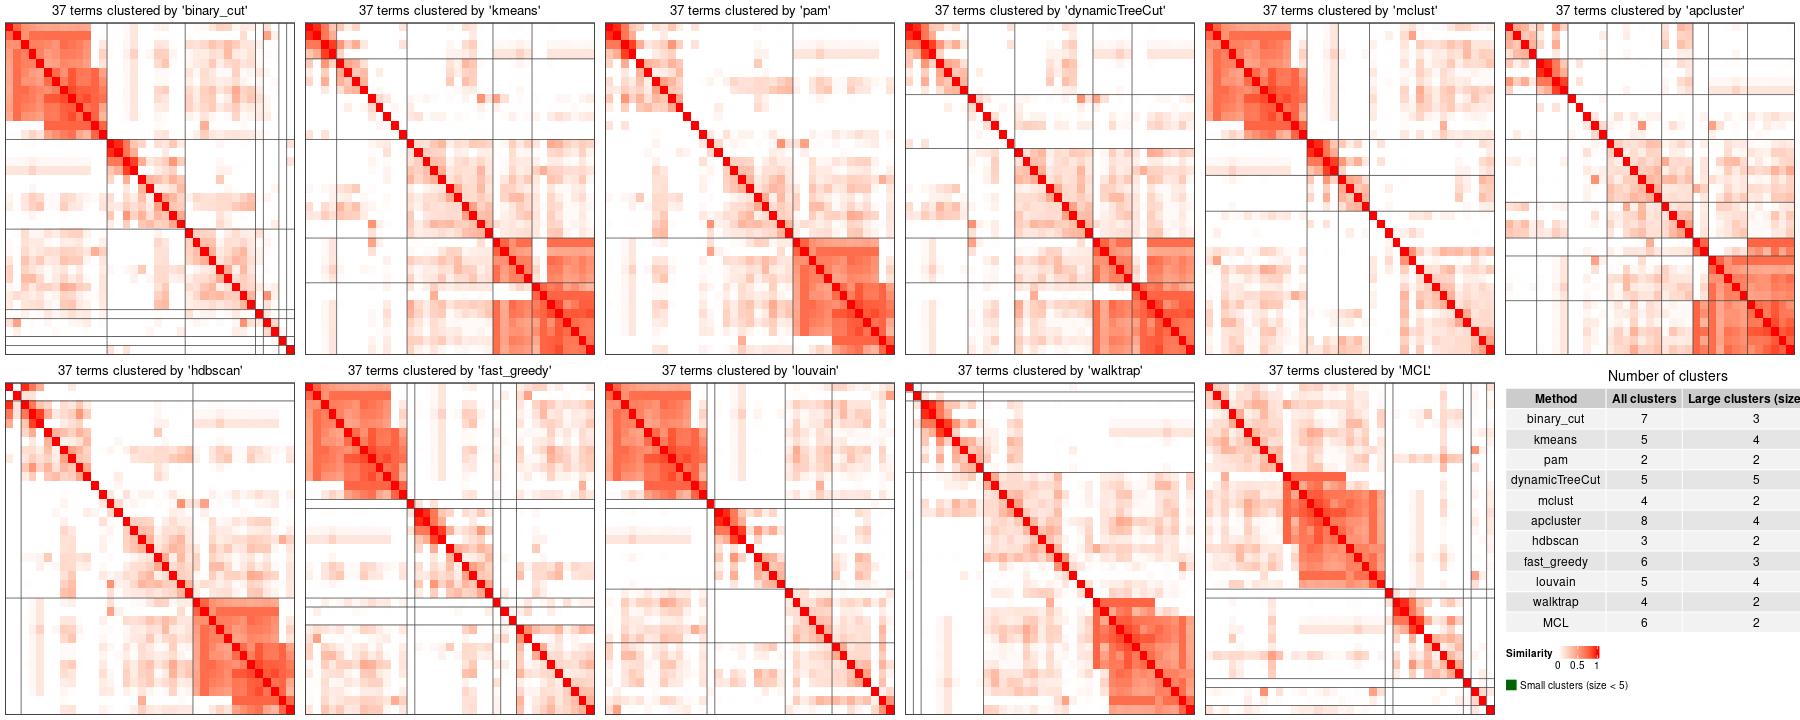 37 terms clustered by 'binary_cut'
37 terms clustered by 'kmeans'
37 terms clustered by 'pam'
37 terms clustered by 'dynamicTreeCut'
37 terms clustered by 'mclust'
37 terms clustered by 'apcluster'
37 terms clustered by 'hdbscan'
37 terms clustered by 'fast_greedy'
37 terms clustered by 'louvain'
37 terms clustered by 'walktrap'
37 terms clustered by 'MCL'
Number of clusters
Method All clusters Large clusters (size
binary_cut 7 3
kmeans 5 4
pam 2 2
dynamicTreeCut 5 5
mclust 4 2
apcluster 8 4
hdbscan 3 2
fast_greedy 6 3
louvain 5 4
walktrap 4 2
MCL 6 2
Similarity
0 0.5 1
Small clusters (size < 5)